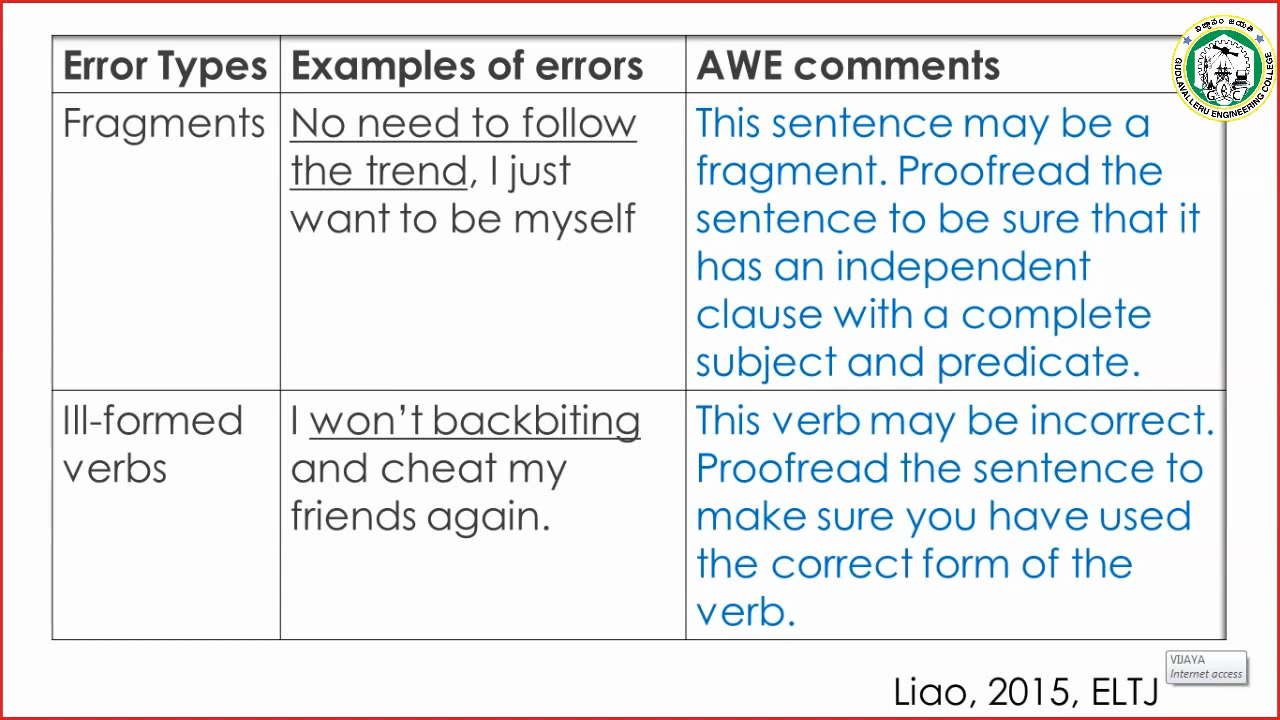 Error Types
Examples of errors
AWE comments
Fragments
No need to follow
the trend, I just
want to be myself
This sentence may be a
fragment. Proofread the
sentence to be sure that it
has an independent
clause with a complete
subject and predicate.
Ill-formed
verbs
I won’t backbiting
and cheat my
friends again.
This verb may be incorrect.
Proofread the sentence to
make sure you have used
the correct form of the
verb.
Liao, 2015, ELTJ
VIJAYA
Internet access
GUDLAVALLERU ENGINEERING COLLEGE